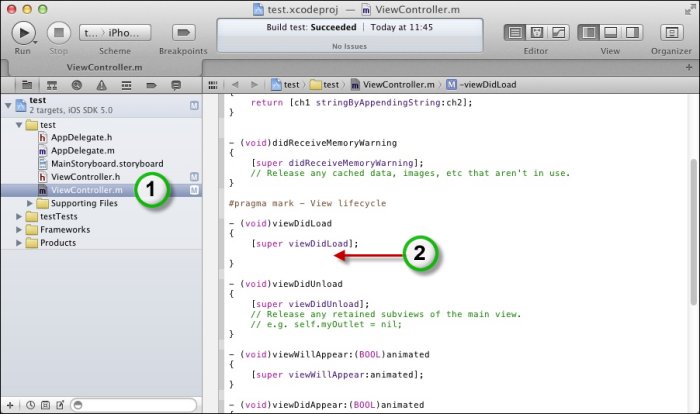 test.xcodeproj — ViewController.m
Run
Stop
t...) iPho...
Scheme
Breakpoints
Build test: Succeeded | Today at 11:45
No Issues
Editor
View
Organizer
ViewController.m
test
2 targets, iOS SDK 5.0
M
test
AppDelegate.h
AppDelegate.m
MainStoryboard.storyboard
ViewController.h
M
ViewController.m
M
Supporting Files
testTests
Frameworks
Products
1
test
test
ViewController.m
M
-viewDidLoad
{
return [ch1 stringByAppendingString:ch2];
}
- (void)didReceiveMemoryWarning
{
[super didReceiveMemoryWarning];
// Release any cached data, images, etc that aren't in use.
}
#pragma mark - View lifecycle
- (void)viewDidLoad
{
[super viewDidLoad];
2
}
- (void)viewDidUnload
{
[super viewDidUnload];
// Release any retained subviews of the main view.
// e.g. self.myOutlet = nil;
}
- (void)viewWillAppear:(BOOL)animated
{
[super viewWillAppear:animated];
}
- (void)viewDidAppear:(BOOL)animated